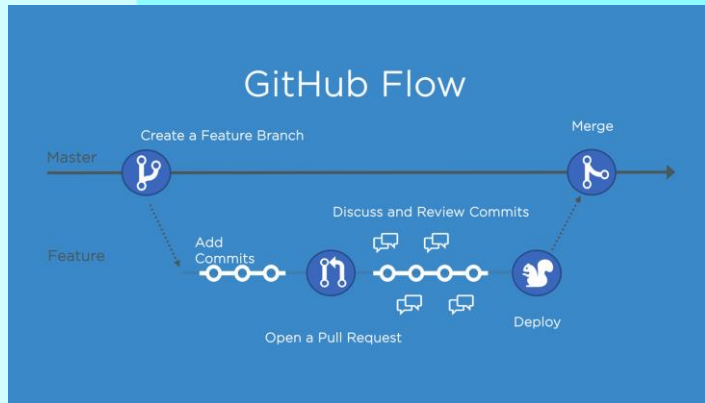 GitHub Flow
Create a Feature Branch
Merge
Master
Discuss and Review Commits
Add
Commits
Feature
Deploy
Open a Pull Request